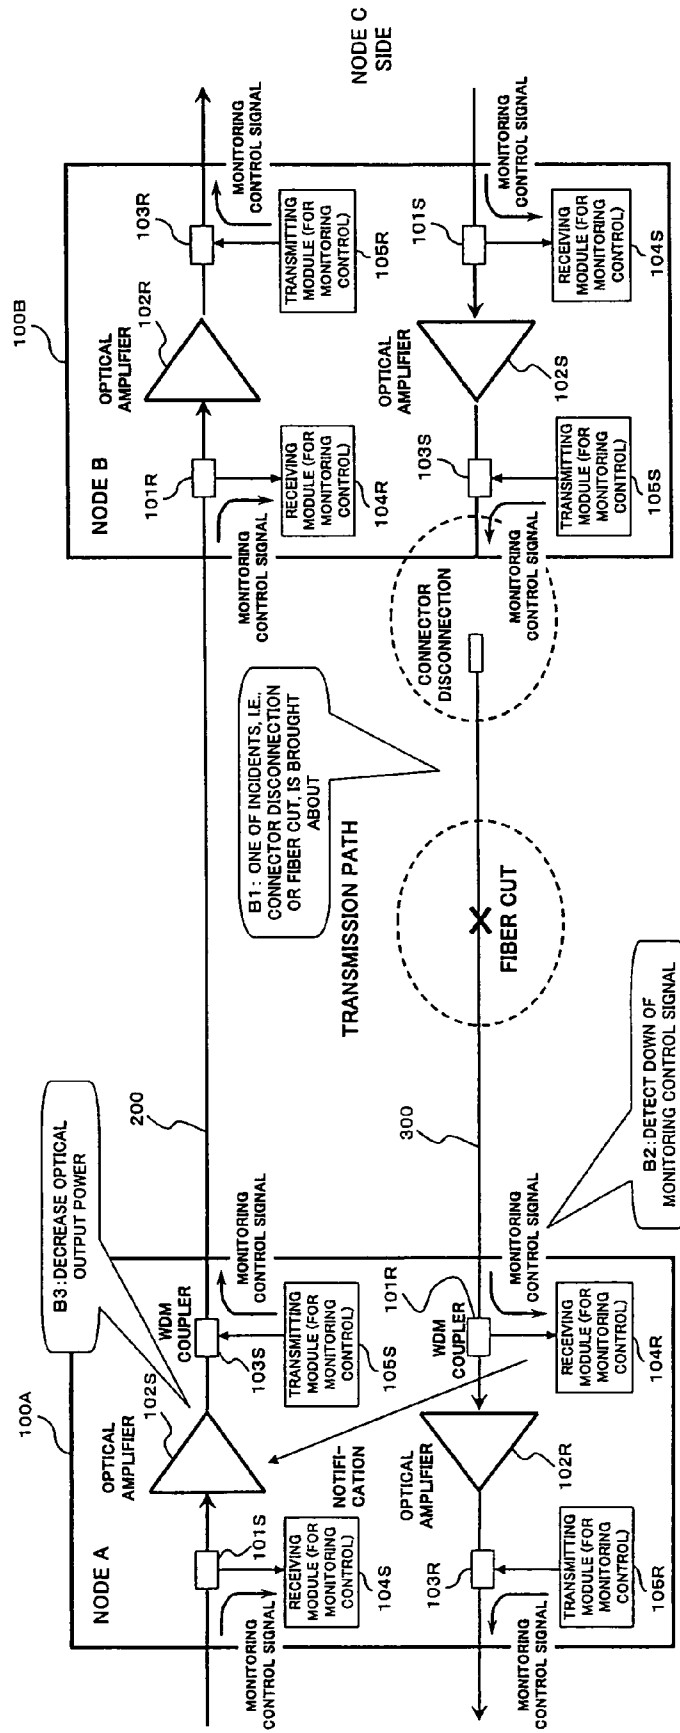 100A
NODE A
101S
MONITORING
CONTROL SIGNAL
RECEIVING
MODULE (FOR
MONITORING
CONTROL)
104S
OPTICAL
AMPLIFIER
102S
B3:DECREASE OPTICAL
OUTPUT POWER
WDM
COUPLER
103S
TRANSMITTING
MODULE (FOR
MONITORING
CONTROL)
105S
MONITORING
CONTROL SIGNAL
NOTIFI-
CATION
103R
MONITORING
CONTROL SIGNAL
TRANSMITTING
MODULE (FOR
MONITORING
CONTROL)
105R
OPTICAL
AMPLIFIER
102R
101R
WDM
COUPLER
RECEIVING
MODULE (FOR
MONITORING
CONTROL)
104R
MONITORING
CONTROL SIGNAL
B2:DETECT DOWN OF
MONITORING CONTROL SIGNAL
200
300
TRANSMISSION PATH
FIBER CUT
B1: ONE OF INCIDENTS, I.E.,
CONNECTOR DISCONNECTION
OR FIBER CUT, IS BROUGHT
ABOUT
CONNECTOR
DISCONNECTION
100B
NODE B
101R
MONITORING
CONTROL SIGNAL
RECEIVING
MODULE (FOR
MONITORING
CONTROL)
104R
OPTICAL
AMPLIFIER
102R
103R
MONITORING
CONTROL SIGNAL
TRANSMITTING
MODULE (FOR
MONITORING
CONTROL)
105R
103S
MONITORING
CONTROL SIGNAL
TRANSMITTING
MODULE (FOR
MONITORING
CONTROL)
105S
OPTICAL
AMPLIFIER
102S
101S
MONITORING
CONTROL SIGNAL
RECEIVING
MODULE (FOR
MONITORING
CONTROL)
104S
NODE C
SIDE